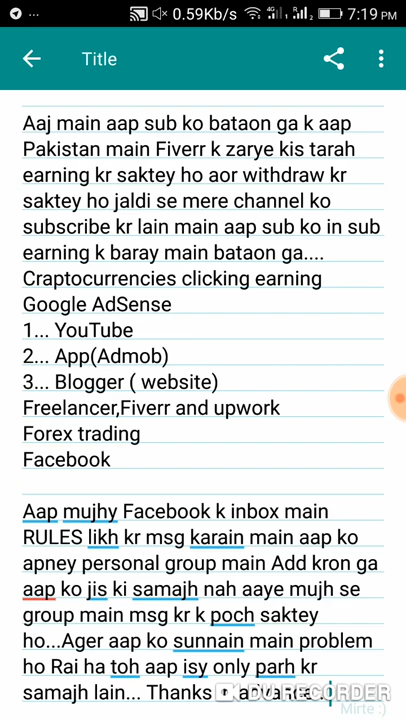 ... 0.59Kb/s 4G 1 R 2 7:19 PM
Title
Aaj main aap sub ko bataon ga k aap
Pakistan main Fiverr k zarye kis tarah
earning kr saktey ho aor withdraw kr
saktey ho jaldi se mere channel ko
subscribe kr lain main aap sub ko in sub
earning k baray main bataon ga....
Craptocurrencies clicking earning
Google AdSense
1... YouTube
2... App(Admob)
3... Blogger ( website)
Freelancer,Fiverr and upwork
Forex trading
Facebook
Aap mujhy Facebook k inbox main
RULES likh kr msg karain main aap ko
apney personal group main Add kron ga
aap ko jis ki samajh nah aaye mujh se
group main msg kr k poch saktey
ho...Ager aap ko sunnain main problem
ho Rai ha toh aap isy only parh kr
samajh lain... Thanks
DU RECORDER
Mirte :)